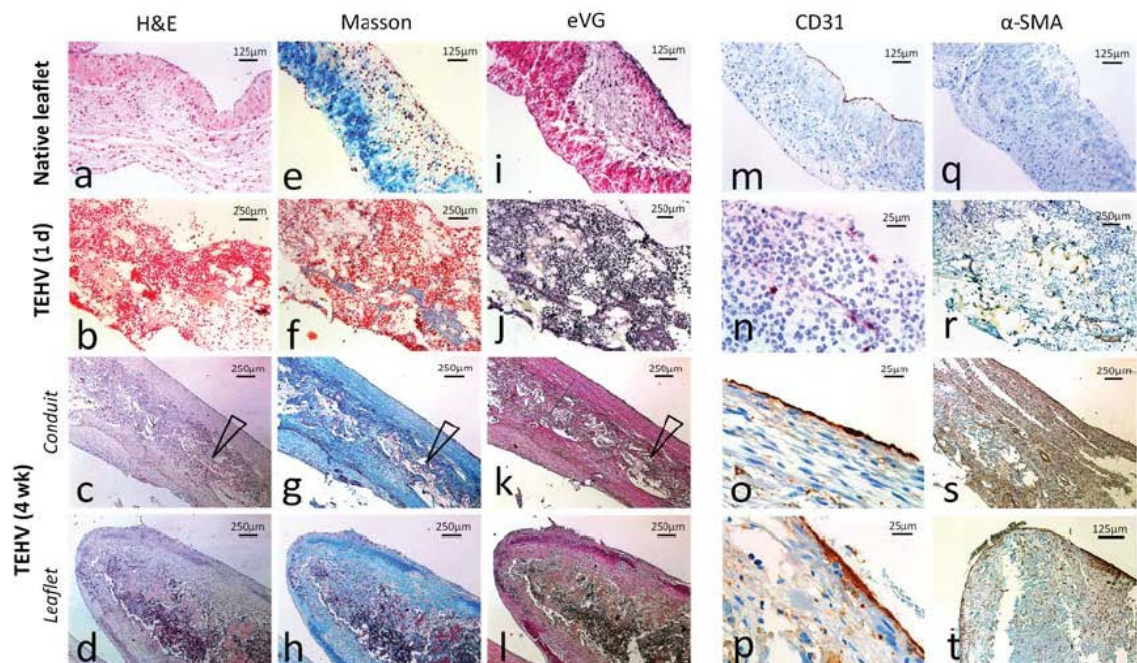 H&E Masson eVG CD31 α-SMA
Native leaflet
125µm 125µm 125µm 125µm 125µm
a e i m q
TEHV (1 d)
250µm 250µm 250µm 25µm 250µm
b f j n r
TEHV (4 wk)
Conduit
250µm 250µm 250µm 25µm 250µm
c g k o s
Leaflet
250µm 250µm 250µm 25µm 125µm
d h l p t